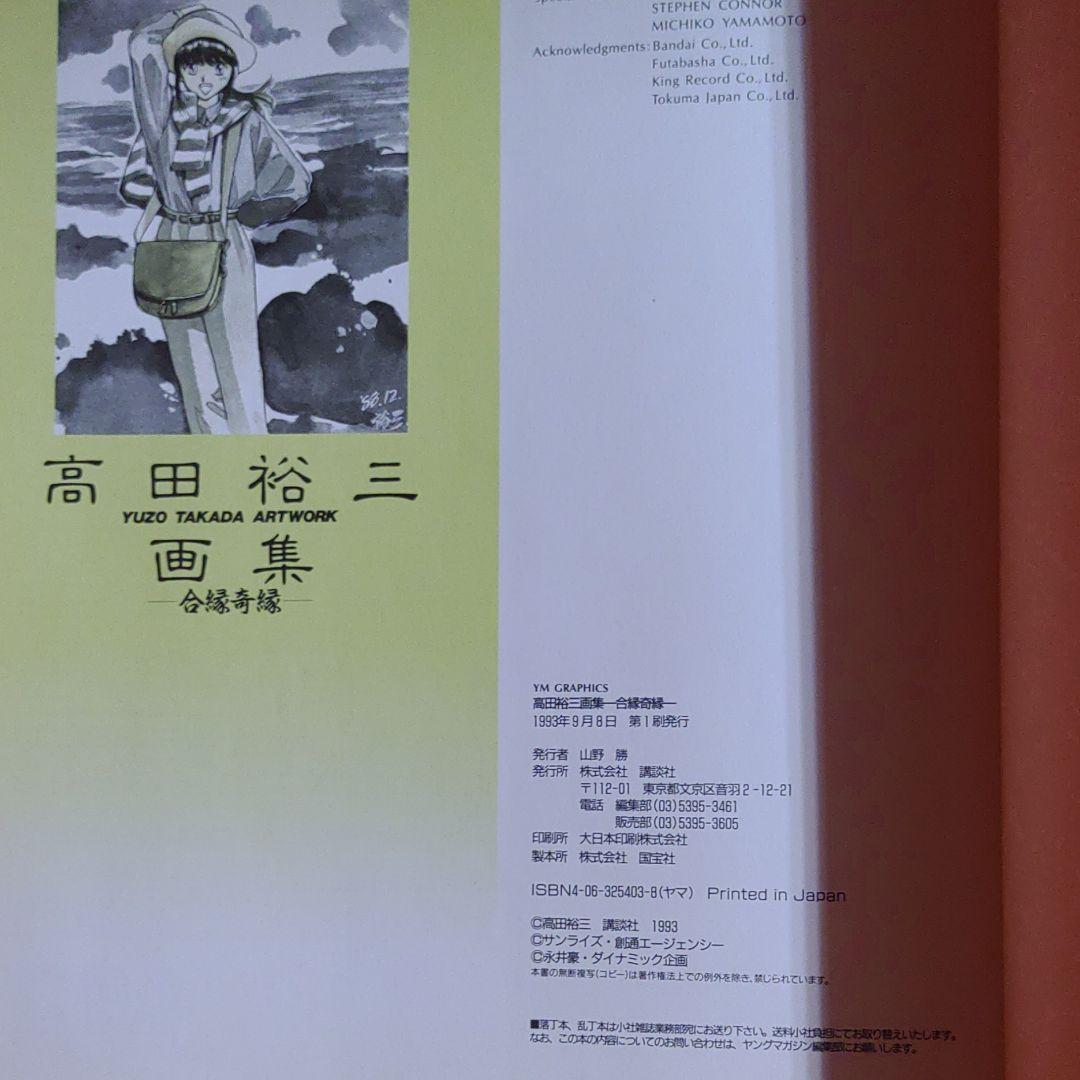 '88.12.
裕三
高田裕三
YUZO TAKADA ARTWORK
画集
—合縁奇縁—
STEPHEN CONNOR
MICHIKO YAMAMOTO
Acknowledgments: Bandai Co., Ltd.
Futabasha Co., Ltd.
King Record Co., Ltd.
Tokuma Japan Co., Ltd.
YM GRAPHICS
高田裕三画集—合縁奇縁—
1993年9月8日 第1刷発行
発行者 山野 勝
発行所 株式会社 講談社
〒112-01 東京都文京区音羽2-12-21
電話 編集部(03)5395-3461
販売部(03)5395-3605
印刷所 大日本印刷株式会社
製本所 株式会社 国宝社
ISBN4-06-325403-8(ヤマ) Printed in Japan
©高田裕三 講談社 1993
©サンライズ・創通エージェンシー
©永井豪・ダイナミック企画
本書の無断複写(コピー)は著作権法上での例外を除き、禁じられています。
■落丁本、乱丁本は小社雑誌業務部宛にお送り下さい。送料小社負担にてお取り替えいたします。
なお、この本の内容についてのお問い合わせは、ヤングマガジン編集部にお願いします。